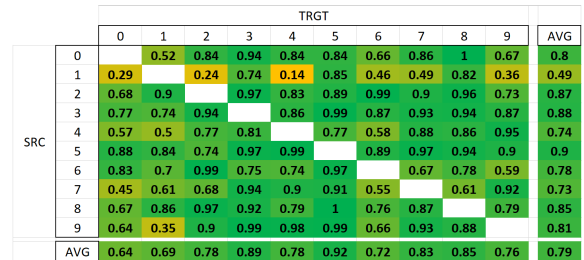 TRGT
0 1 2 3 4 5 6 7 8 9 AVG
0 0.52 0.84 0.94 0.84 0.84 0.66 0.86 1 0.67 0.8
1 0.29 0.24 0.74 0.14 0.85 0.46 0.49 0.82 0.36 0.49
2 0.68 0.9 0.97 0.83 0.89 0.99 0.9 0.96 0.73 0.87
3 0.77 0.74 0.94 0.86 0.99 0.87 0.93 0.94 0.87 0.88
SRC 4 0.57 0.5 0.77 0.81 0.77 0.58 0.88 0.86 0.95 0.74
5 0.88 0.84 0.74 0.97 0.99 0.89 0.97 0.94 0.9 0.9
6 0.83 0.7 0.99 0.75 0.74 0.97 0.67 0.78 0.59 0.78
7 0.45 0.61 0.68 0.94 0.9 0.91 0.55 0.61 0.92 0.73
8 0.67 0.86 0.97 0.92 0.79 1 0.76 0.87 0.79 0.85
9 0.64 0.35 0.9 0.99 0.98 0.99 0.66 0.93 0.88 0.81
AVG 0.64 0.69 0.78 0.89 0.78 0.92 0.72 0.83 0.85 0.76 0.79